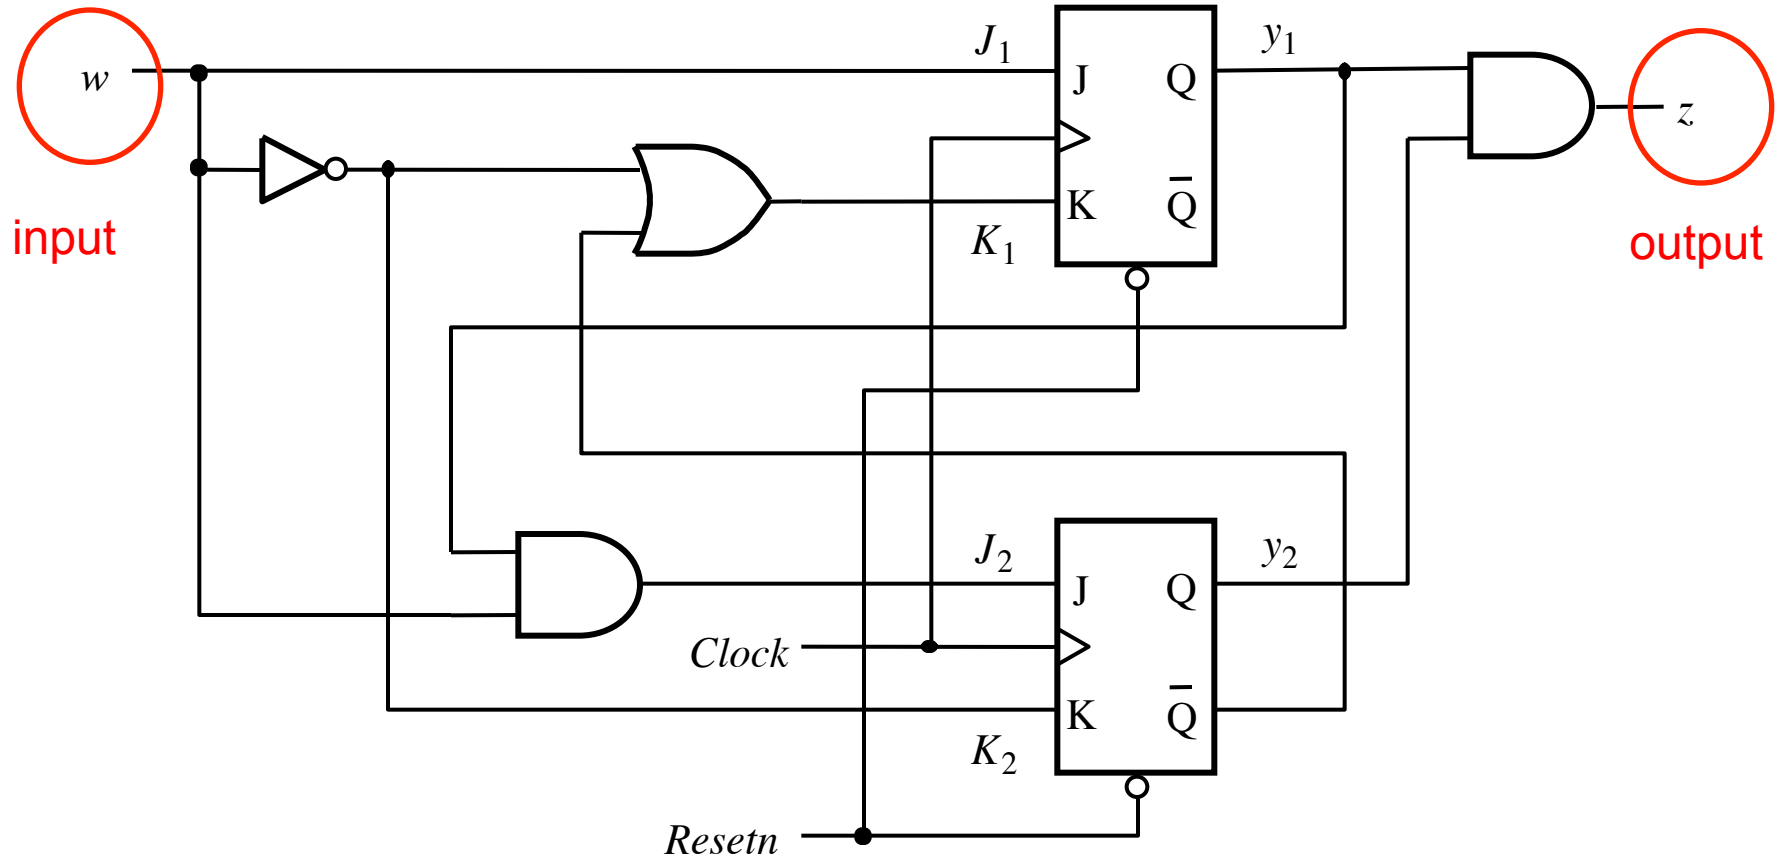 w
J1
J
Q
y1
z
K
Q̅
K1
input
output
J2
J
Q
y2
Clock
K
Q̅
K2
Resetn